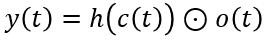 y(t) = h(c(t)) ⊙ o(t)